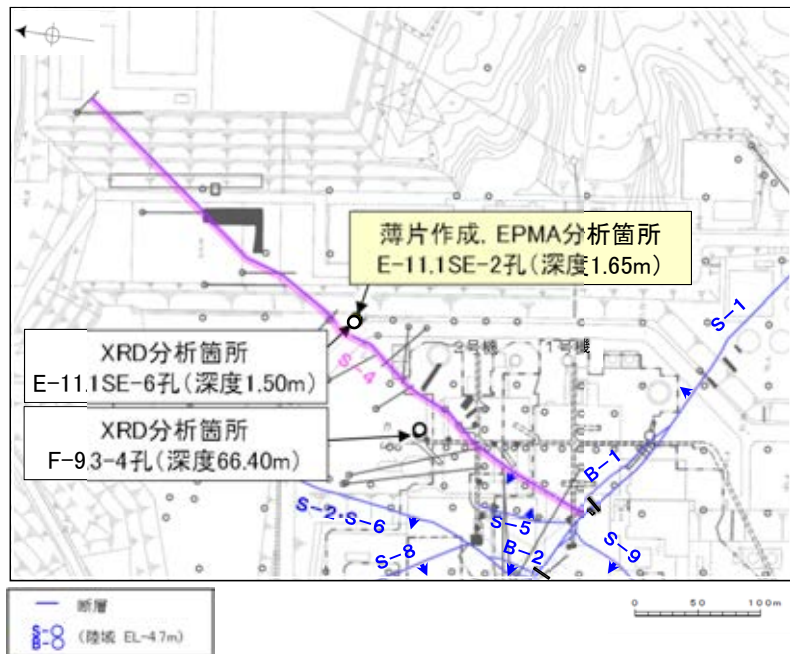 薄片作成，EPMA分析箇所
E-11.1SE-2孔（深度1.65m）
S-1
XRD分析箇所
E-11.1SE-6孔（深度1.50m）
S-4
2号機
1号機
XRD分析箇所
F-9.3-4孔（深度66.40m）
B-1
S-2・S-6
S-5
S-8
B-2
S-9
断層
S-○
B-○
（陸域 EL-4.7m）
0 50 100m